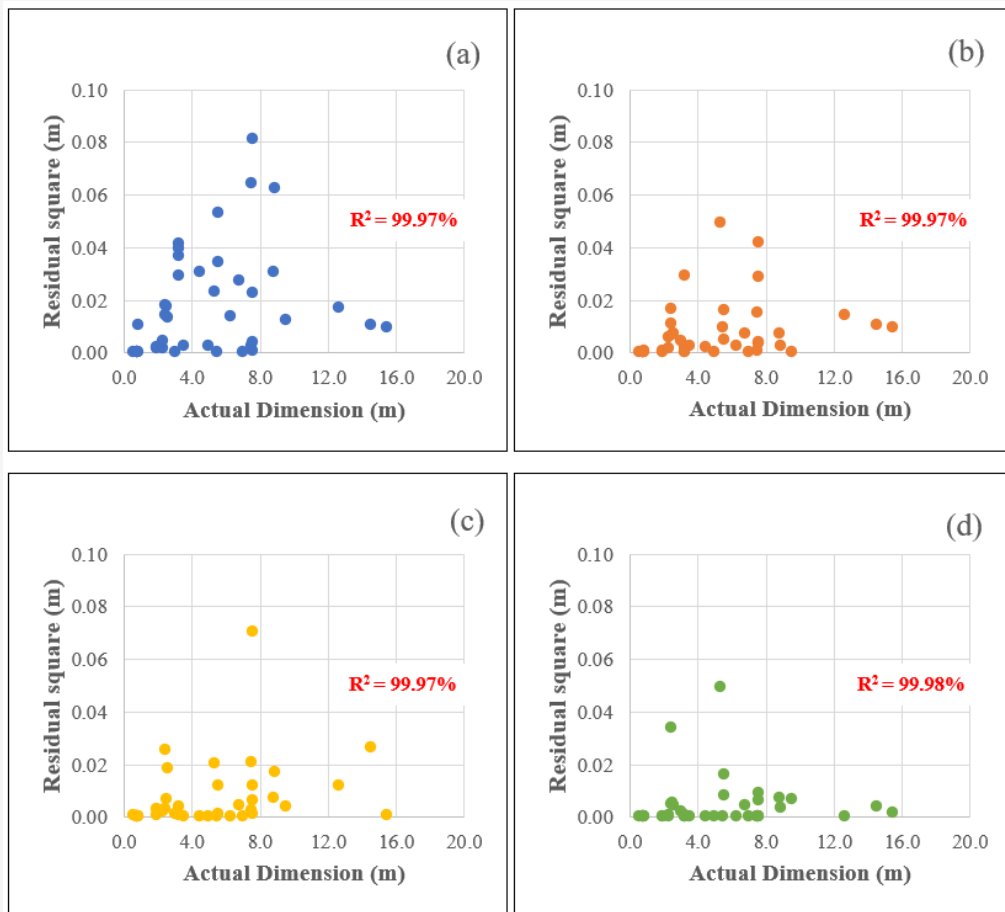 (a)
0.10
0.08
0.06
0.04
0.02
0.00
Residual square (m)
R² = 99.97%
0.0 4.0 8.0 12.0 16.0 20.0
Actual Dimension (m)
(b)
0.10
0.08
0.06
0.04
0.02
0.00
Residual square (m)
R² = 99.97%
0.0 4.0 8.0 12.0 16.0 20.0
Actual Dimension (m)
(c)
0.10
0.08
0.06
0.04
0.02
0.00
Residual square (m)
R² = 99.97%
0.0 4.0 8.0 12.0 16.0 20.0
Actual Dimension (m)
(d)
0.10
0.08
0.06
0.04
0.02
0.00
Residual square (m)
R² = 99.98%
0.0 4.0 8.0 12.0 16.0 20.0
Actual Dimension (m)